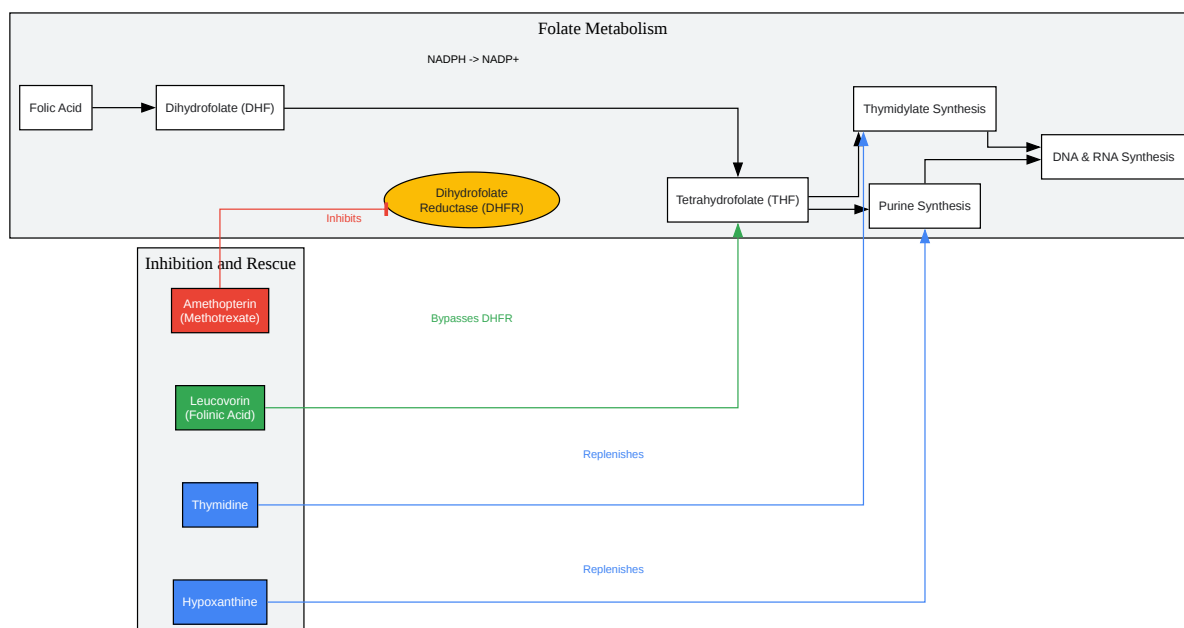 Folate Metabolism
NADPH -> NADP+
Folic Acid
Dihydrofolate (DHF)
Thymidylate Synthesis
DNA & RNA Synthesis
Dihydrofolate
Reductase (DHFR)
Tetrahydrofolate (THF)
Purine Synthesis
Inhibits
Inhibition and Rescue
Amethopterin
(Methotrexate)
Bypasses DHFR
Leucovorin
(Folinic Acid)
Replenishes
Thymidine
Replenishes
Hypoxanthine